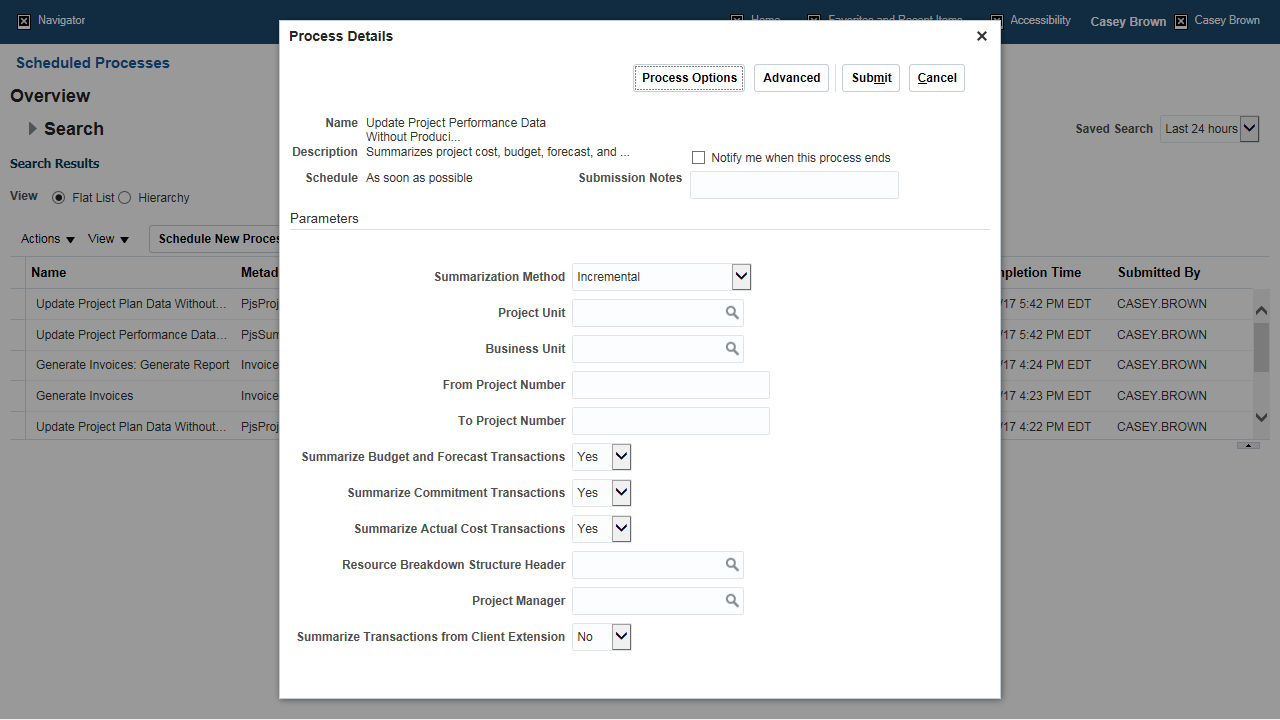 Navigator
Home
Favorites and Recent Items
Accessibility
Casey Brown
Casey Brown
Scheduled Processes
Overview
Search
Saved Search
Last 24 hours
Search Results
View
Flat List
Hierarchy
Actions
View
Schedule New Proces
Name
Metad
pletion Time
Submitted By
Update Project Plan Data Without...
PjsProj
/17 5:42 PM EDT
CASEY.BROWN
Update Project Performance Data...
PjsSum
/17 5:42 PM EDT
CASEY.BROWN
Generate Invoices: Generate Report
Invoice
/17 4:24 PM EDT
CASEY.BROWN
Generate Invoices
Invoice
/17 4:23 PM EDT
CASEY.BROWN
Update Project Plan Data Without...
PjsProj
/17 4:22 PM EDT
CASEY.BROWN
Process Details
Process Options
Advanced
Submit
Cancel
Name
Update Project Performance Data
Without Produci...
Description
Summarizes project cost, budget, forecast, and ...
Notify me when this process ends
Schedule
As soon as possible
Submission Notes
Parameters
Summarization Method
Incremental
Project Unit
Business Unit
From Project Number
To Project Number
Summarize Budget and Forecast Transactions
Yes
Summarize Commitment Transactions
Yes
Summarize Actual Cost Transactions
Yes
Resource Breakdown Structure Header
Project Manager
Summarize Transactions from Client Extension
No